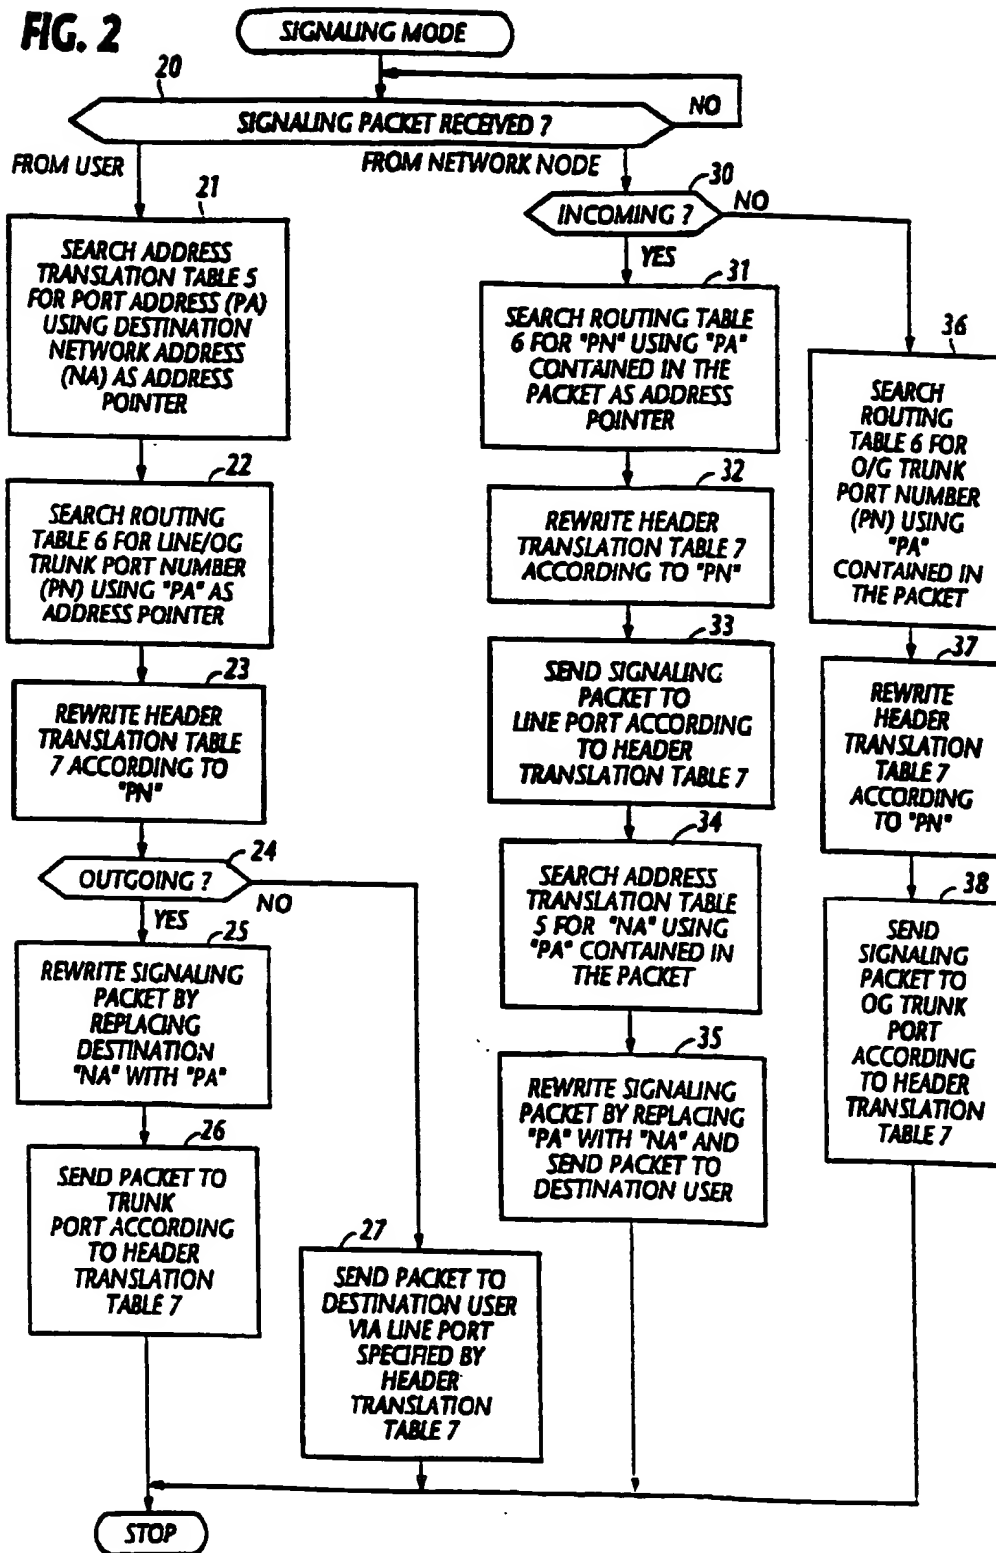 FIG. 2
SIGNALING MODE
20
SIGNALING PACKET RECEIVED ?
NO
FROM USER
FROM NETWORK NODE
21
SEARCH ADDRESS
TRANSLATION TABLE 5
FOR PORT ADDRESS (PA)
USING DESTINATION
NETWORK ADDRESS
(NA) AS ADDRESS
POINTER
22
SEARCH ROUTING
TABLE 6 FOR LINE/OG
TRUNK PORT NUMBER
(PN) USING "PA" AS
ADDRESS POINTER
23
REWRITE HEADER
TRANSLATION TABLE
7 ACCORDING TO
"PN"
24
OUTGOING ?
NO
YES
25
REWRITE SIGNALING
PACKET BY
REPLACING
DESTINATION
"NA" WITH "PA"
26
SEND PACKET TO
TRUNK
PORT ACCORDING
TO HEADER
TRANSLATION
TABLE 7
27
SEND PACKET TO
DESTINATION USER
VIA LINE PORT
SPECIFIED BY
HEADER
TRANSLATION
TABLE 7
30
INCOMING ?
NO
YES
31
SEARCH ROUTING TABLE
6 FOR "PN" USING "PA"
CONTAINED IN THE
PACKET AS ADDRESS
POINTER
32
REWRITE HEADER
TRANSLATION TABLE 7
ACCORDING TO "PN"
33
SEND SIGNALING
PACKET TO
LINE PORT ACCORDING
TO HEADER
TRANSLATION TABLE 7
34
SEARCH ADDRESS
TRANSLATION TABLE
5 FOR "NA" USING
"PA" CONTAINED IN
THE PACKET
35
REWRITE SIGNALING
PACKET BY REPLACING
"PA" WITH "NA" AND
SEND PACKET TO
DESTINATION USER
36
SEARCH
ROUTING
TABLE 6 FOR
O/G TRUNK
PORT NUMBER
(PN) USING
"PA"
CONTAINED IN
THE PACKET
37
REWRITE
HEADER
TRANSLATION
TABLE 7
ACCORDING
TO "PN"
38
SEND
SIGNALING
PACKET TO
OG TRUNK
PORT
ACCORDING
TO HEADER
TRANSLATION
TABLE 7
STOP